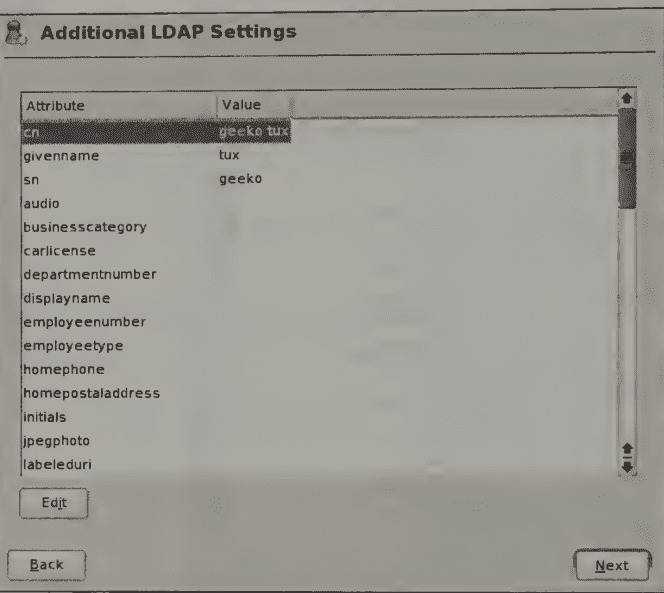 Additional LDAP Settings
Attribute Value
cn geeko tux
givenname tux
sn geeko
audio
businesscategory
carlicense
departmentnumber
displayname
employeenumber
employeetype
homephone
homepostaladdress
initials
jpegphoto
labeleduri
Edit
Back Next